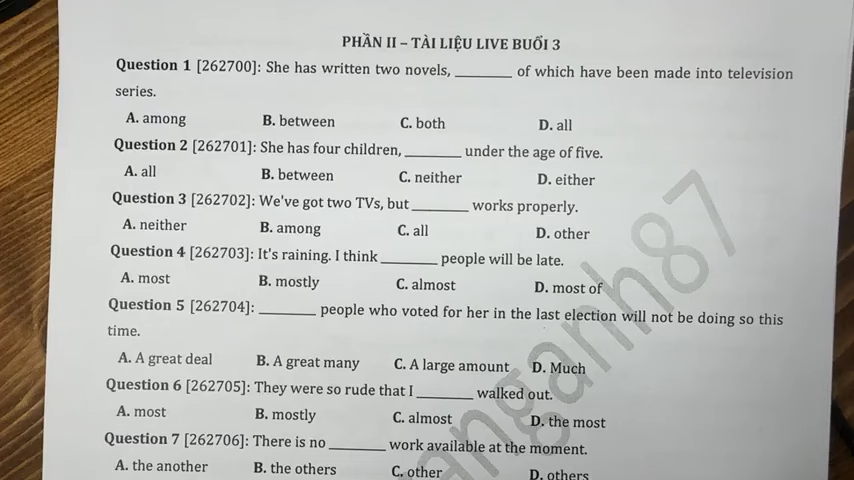 PHẦN II – TÀI LIỆU LIVE BUỔI 3
Question 1 [262700]: She has written two novels, ________ of which have been made into television
series.
A. among B. between C. both D. all
Question 2 [262701]: She has four children, ________ under the age of five.
A. all B. between C. neither D. either
Question 3 [262702]: We've got two TVs, but ________ works properly.
A. neither B. among C. all D. other
Question 4 [262703]: It's raining. I think ________ people will be late.
A. most B. mostly C. almost D. most of
Question 5 [262704]: ________ people who voted for her in the last election will not be doing so this
time.
A. A great deal B. A great many C. A large amount D. Much
Question 6 [262705]: They were so rude that I ________ walked out.
A. most B. mostly C. almost D. the most
Question 7 [262706]: There is no ________ work available at the moment.
A. the another B. the others C. other D. others
anganh87